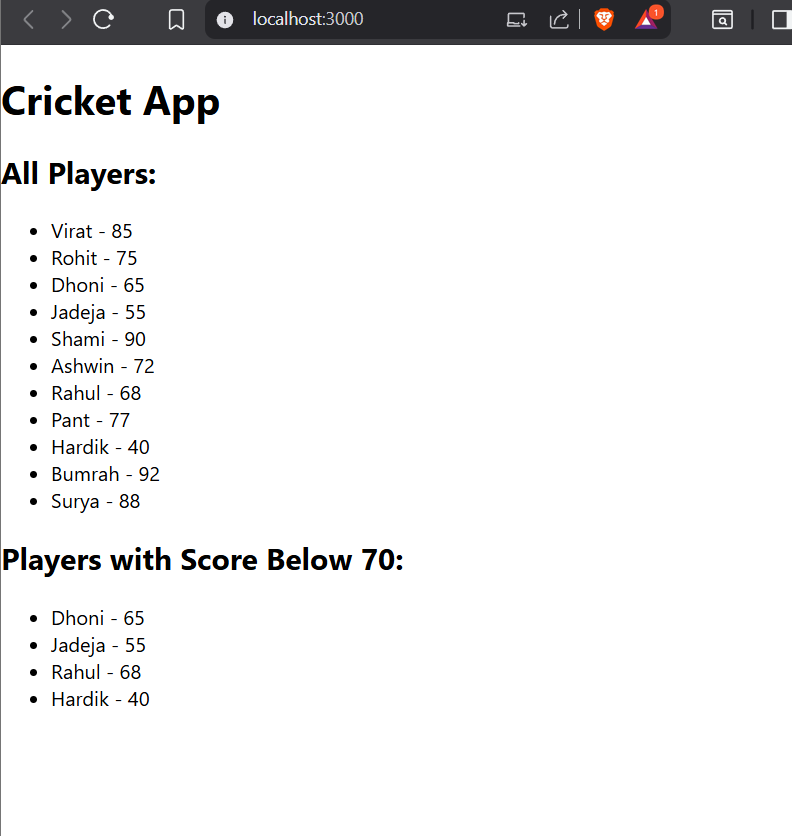 localhost:3000
1
Cricket App
All Players:
• Virat - 85
• Rohit - 75
• Dhoni - 65
• Jadeja - 55
• Shami - 90
• Ashwin - 72
• Rahul - 68
• Pant - 77
• Hardik - 40
• Bumrah - 92
• Surya - 88
Players with Score Below 70:
• Dhoni - 65
• Jadeja - 55
• Rahul - 68
• Hardik - 40